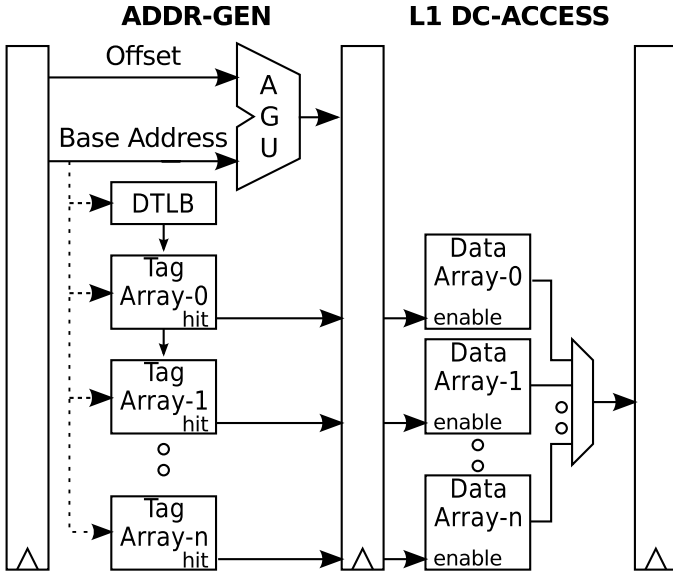 ADDR-GEN
L1 DC-ACCESS
Offset
A
G
U
Base Address
DTLB
Tag
Array-0
hit
Tag
Array-1
hit
Tag
Array-n
hit
Data
Array-0
enable
Data
Array-1
enable
Data
Array-n
enable